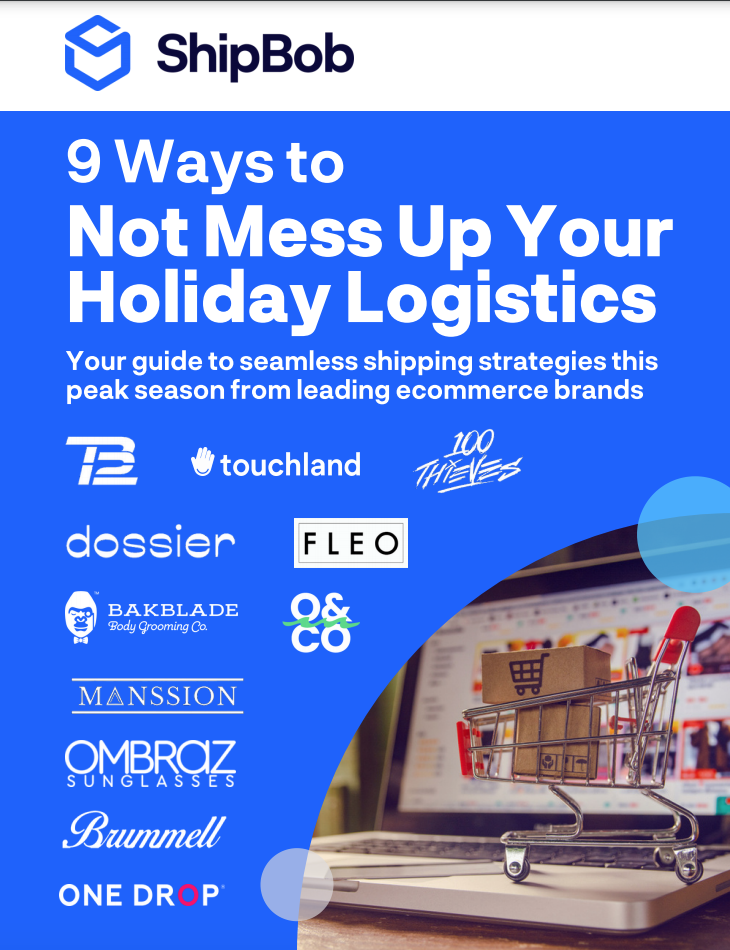 ShipBob
9 Ways to
Not Mess Up Your
Holiday Logistics
Your guide to seamless shipping strategies this
peak season from leading ecommerce brands
TB12
touchland
100
THIEVES
dossier
FLEO
BAKBLADE
Body Grooming Co.
™
O&
CO
MANSSION
OMBRAZ
SUNGLASSES
Brummell
ONE DROP®